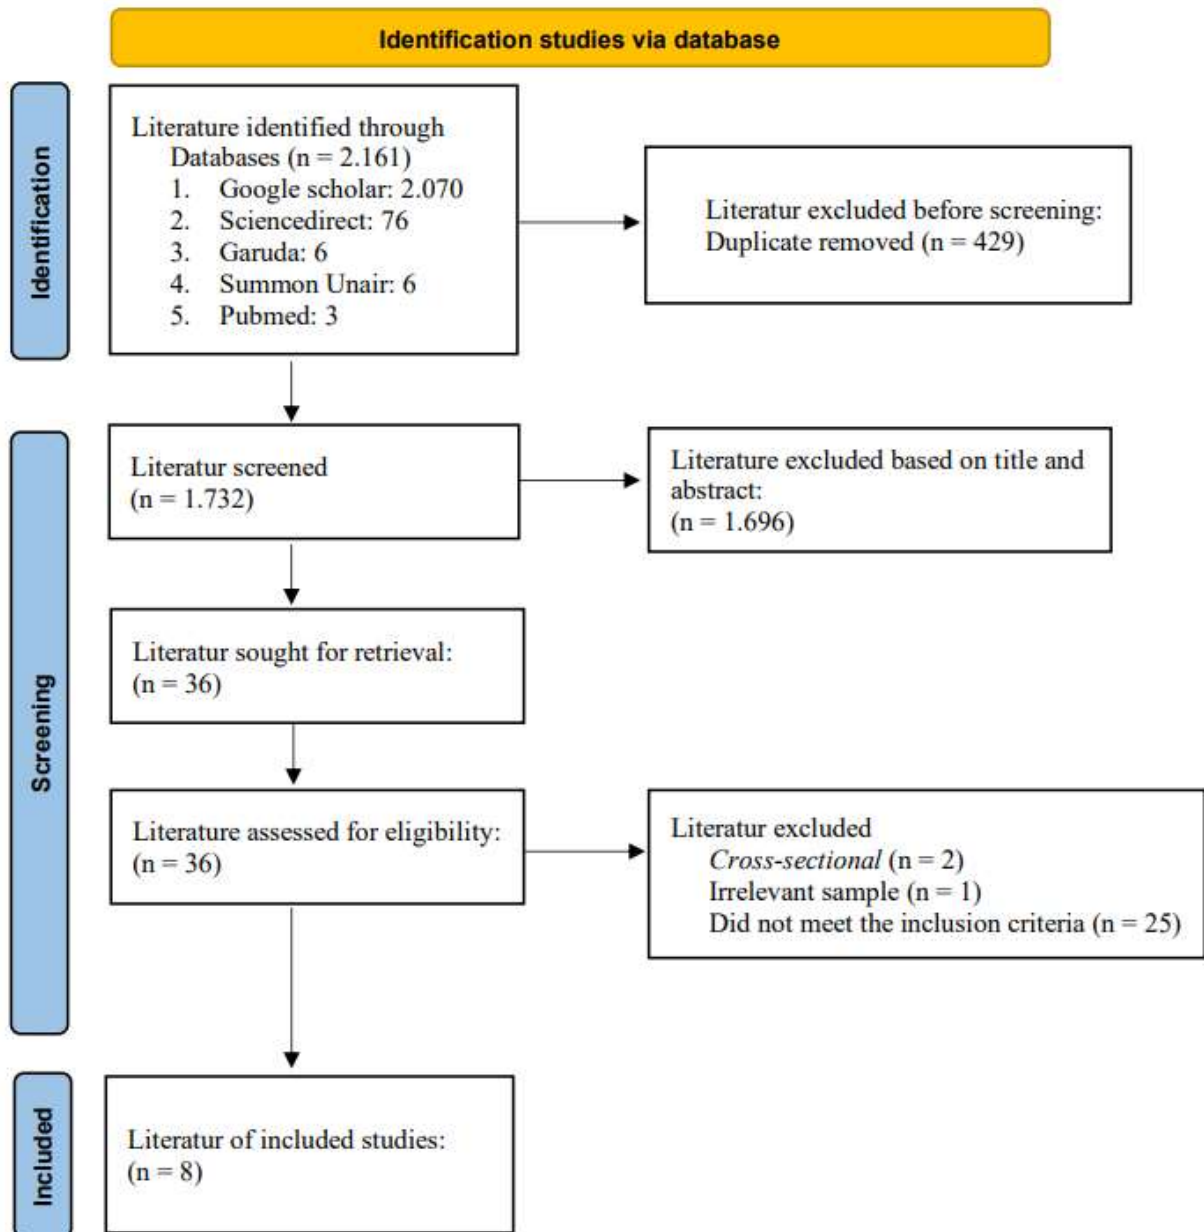 Identification studies via database
Identification
Literature identified through
Databases (n = 2.161)
1. Google scholar: 2.070
2. Sciencedirect: 76
3. Garuda: 6
4. Summon Unair: 6
5. Pubmed: 3
Literatur excluded before screening:
Duplicate removed (n = 429)
Screening
Literatur screened
(n = 1.732)
Literature excluded based on title and
abstract:
(n = 1.696)
Literatur sought for retrieval:
(n = 36)
Literature assessed for eligibility:
(n = 36)
Literatur excluded
Cross-sectional (n = 2)
Irrelevant sample (n = 1)
Did not meet the inclusion criteria (n = 25)
Included
Literatur of included studies:
(n = 8)